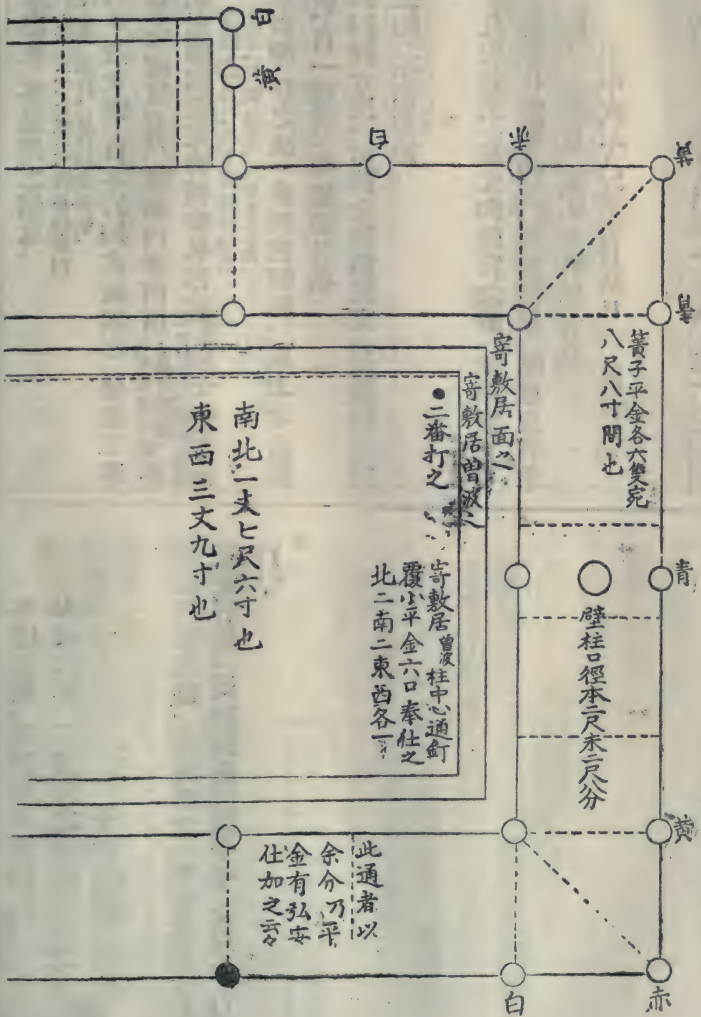 白
黄
白
赤
黄
青
簀子平金各六隻宛
八尺八寸間也
寄敷居面之
寄敷居曽波之
●二番打之
寄敷居曽波柱中心通釘
覆小平金六口奉仕之
北二南二東西各一
南北一丈七尺六寸也
東西三丈九寸也
青
壁柱口徑本二尺末二尺八分
黄
此通者以
余分乃平
金有弘安
仕加之云々
白
赤